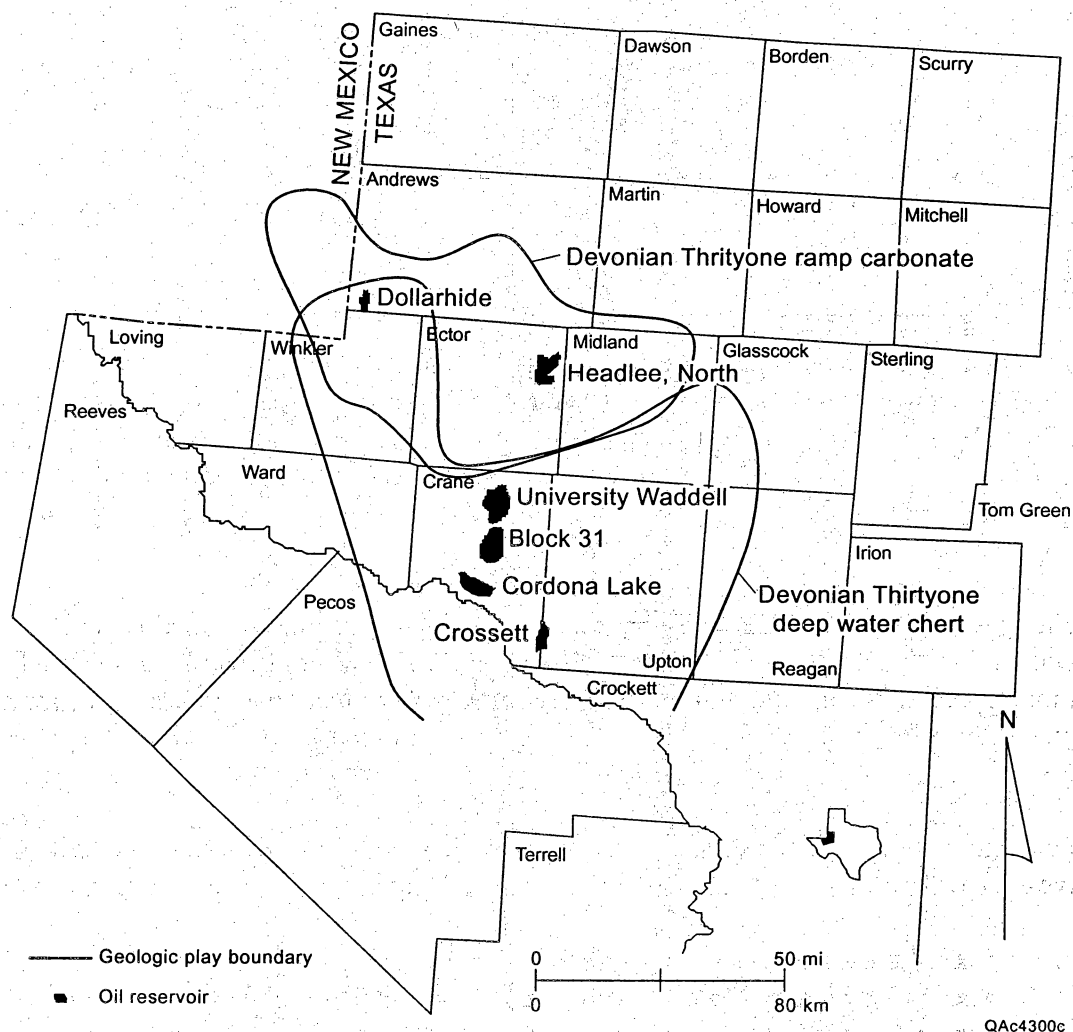 NEW MEXICO
TEXAS
Gaines
Dawson
Borden
Scurry
Andrews
Martin
Howard
Mitchell
Devonian Thrityone ramp carbonate
Dollarhide
Loving
Winkler
Ector
Midland
Glasscock
Sterling
Headlee, North
Reeves
Ward
Crane
University Waddell
Tom Green
Block 31
Irion
Cordona Lake
Pecos
Devonian Thirtyone
deep water chert
Crossett
Upton
Reagan
Crockett
N
Terrell
Geologic play boundary
Oil reservoir
0 50 mi
0 80 km
QAc4300c